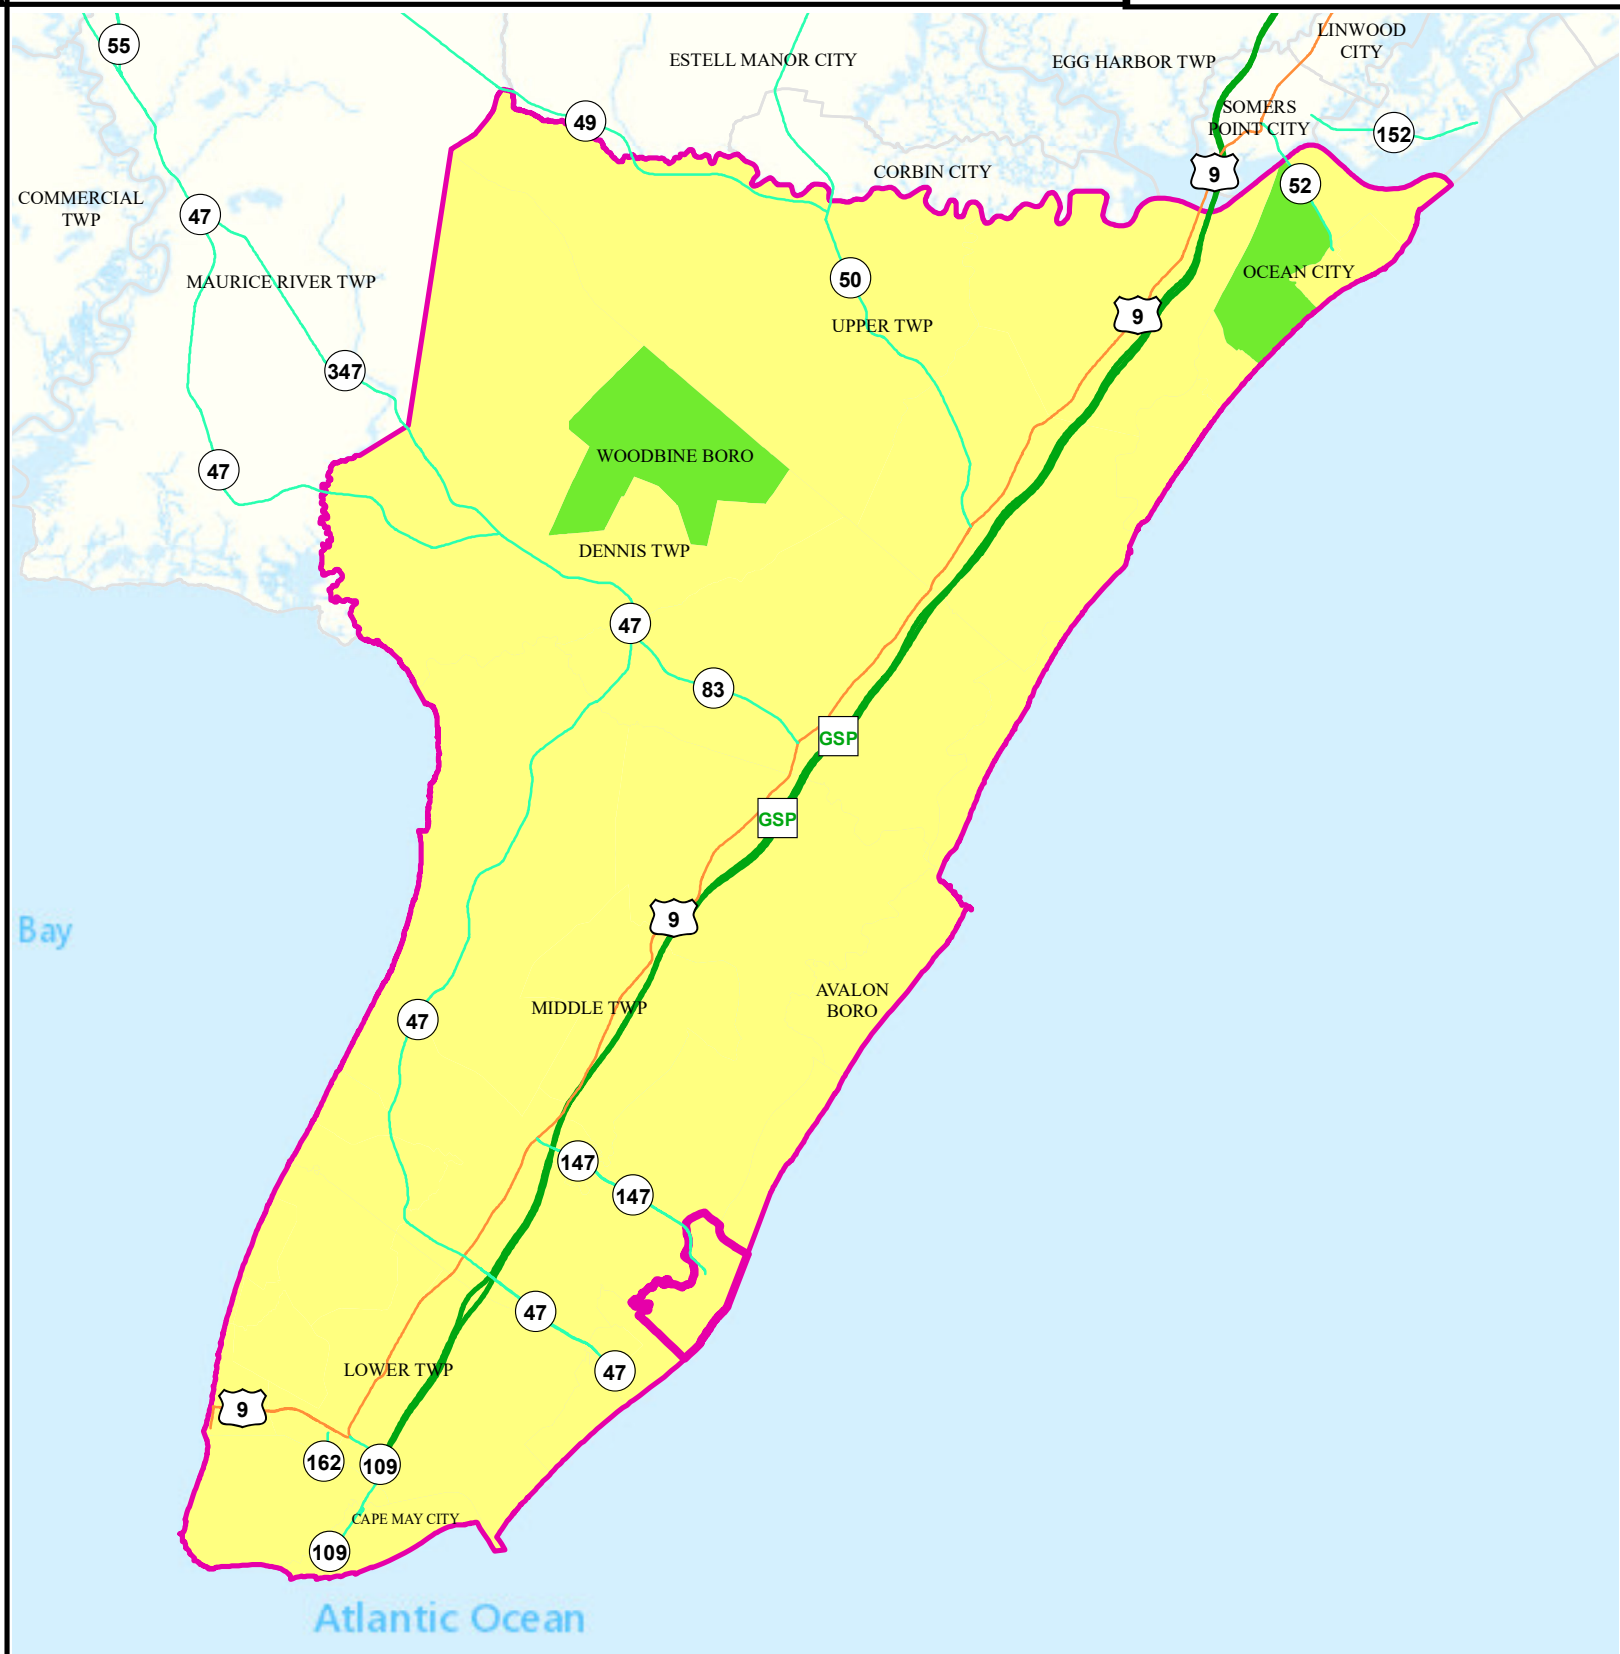 55
ESTELL MANOR CITY
EGG HARBOR TWP
LINWOOD
CITY
49
SOMERS
POINT CITY
152
9
52
CORBIN CITY
COMMERCIAL
TWP
47
MAURICE RIVER TWP
50
OCEAN CITY
9
UPPER TWP
347
WOODBINE BORO
47
DENNIS TWP
47
83
GSP
GSP
9
Bay
MIDDLE TWP
AVALON
BORO
47
147
147
47
LOWER TWP
47
9
162
109
CAPE MAY CITY
109
Atlantic Ocean